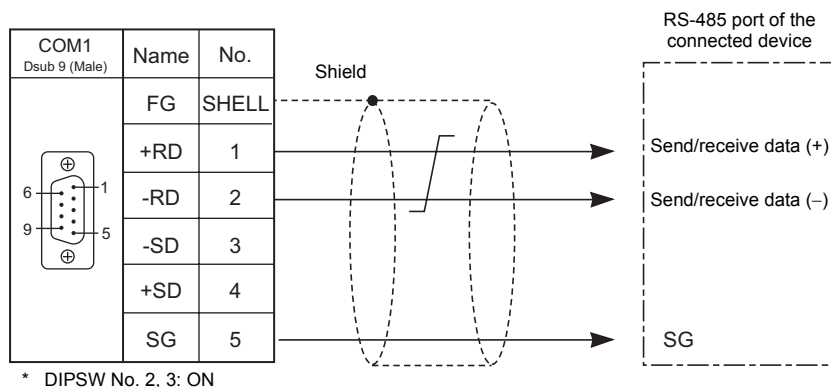 RS-485 port of the
connected device
COM1
Dsub 9 (Male)
Name
No.
Shield
FG
SHELL
+RD
1
Send/receive data (+)
6
1
-RD
2
Send/receive data (−)
9
5
-SD
3
+SD
4
SG
5
SG
* DIPSW No. 2, 3: ON